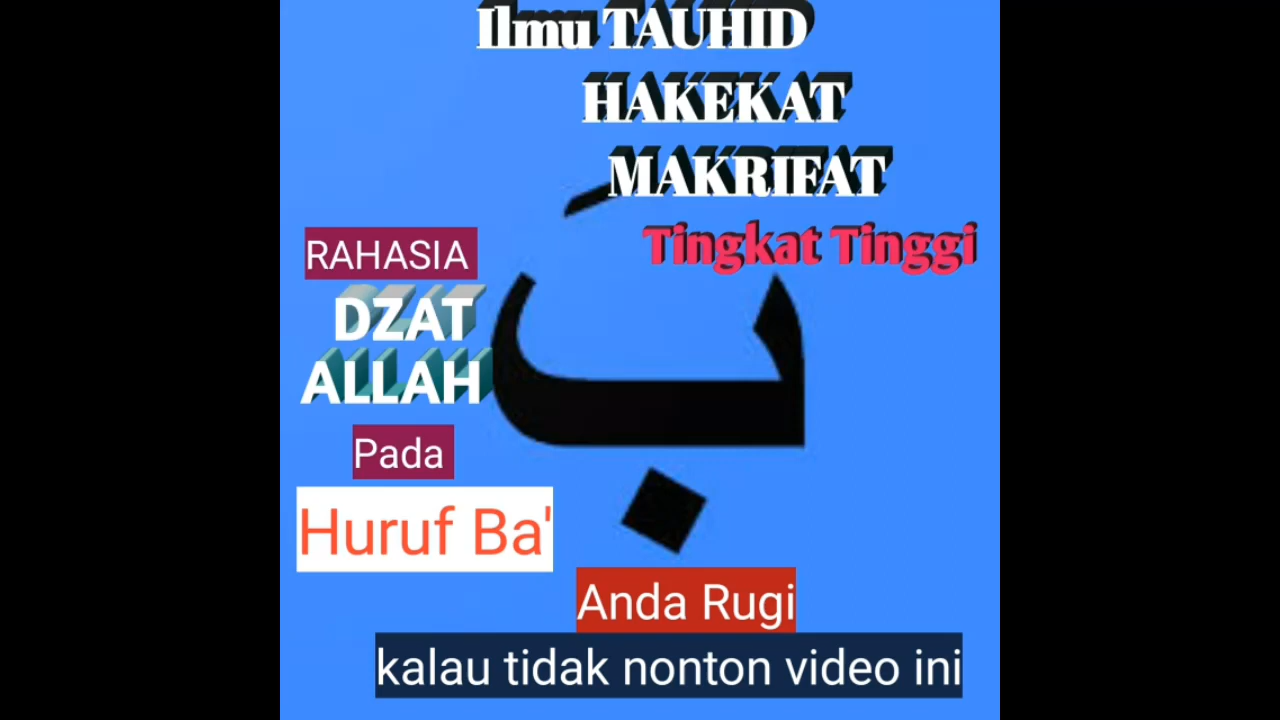 Ilmu TAUHID
HAKEKAT
MAKRIFAT
Tingkat Tinggi
RAHASIA
DZAT
ALLAH
Pada
Huruf Ba'
بَ
Anda Rugi
kalau tidak nonton video ini